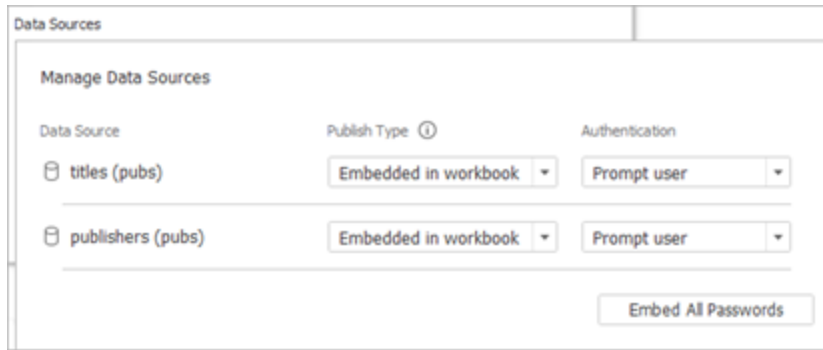 Data Sources
Manage Data Sources
Data Source Publish Type Authentication
titles (pubs) Embedded in workbook Prompt user
publishers (pubs) Embedded in workbook Prompt user
Embed All Passwords